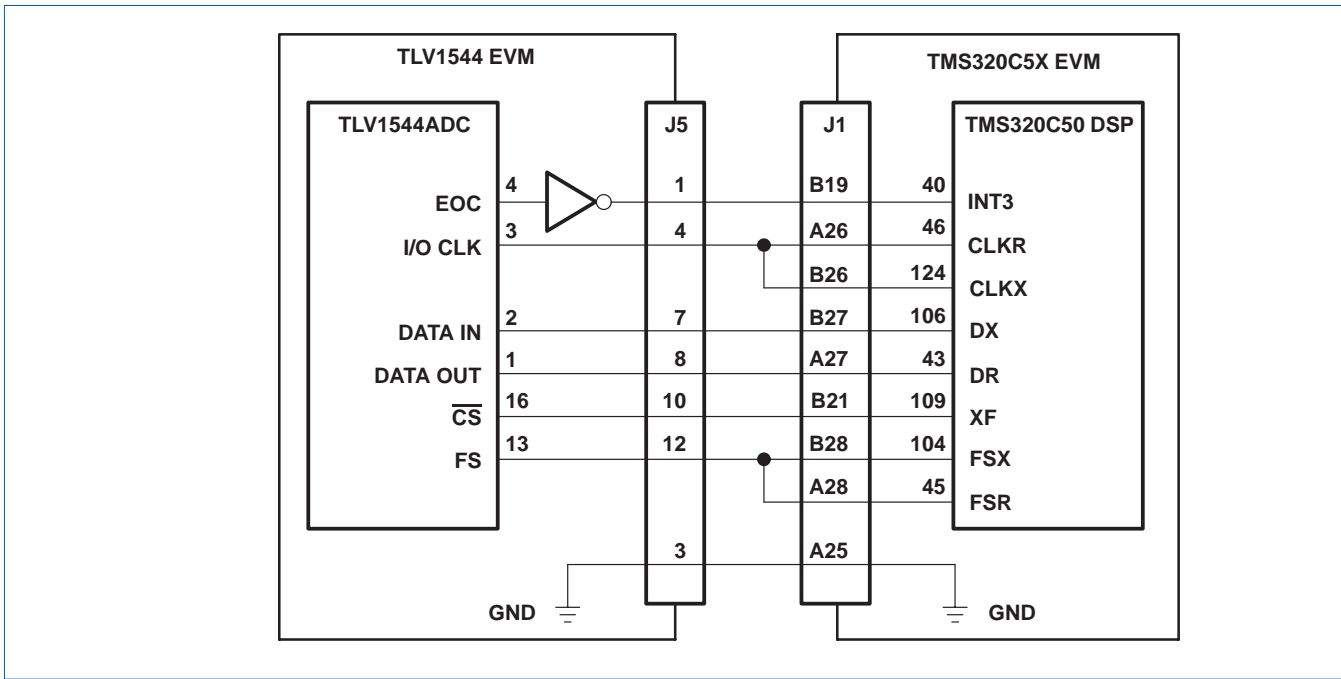 TLV1544 EVM
TMS320C5X EVM
TLV1544ADC
J5
J1
TMS320C50 DSP
EOC 4 1 B19 40 INT3
I/O CLK 3 4 A26 46 CLKR
B26 124 CLKX
DATA IN 2 7 B27 106 DX
DATA OUT 1 8 A27 43 DR
CS 16 10 B21 109 XF
FS 13 12 B28 104 FSX
A28 45 FSR
3 A25
GND
GND